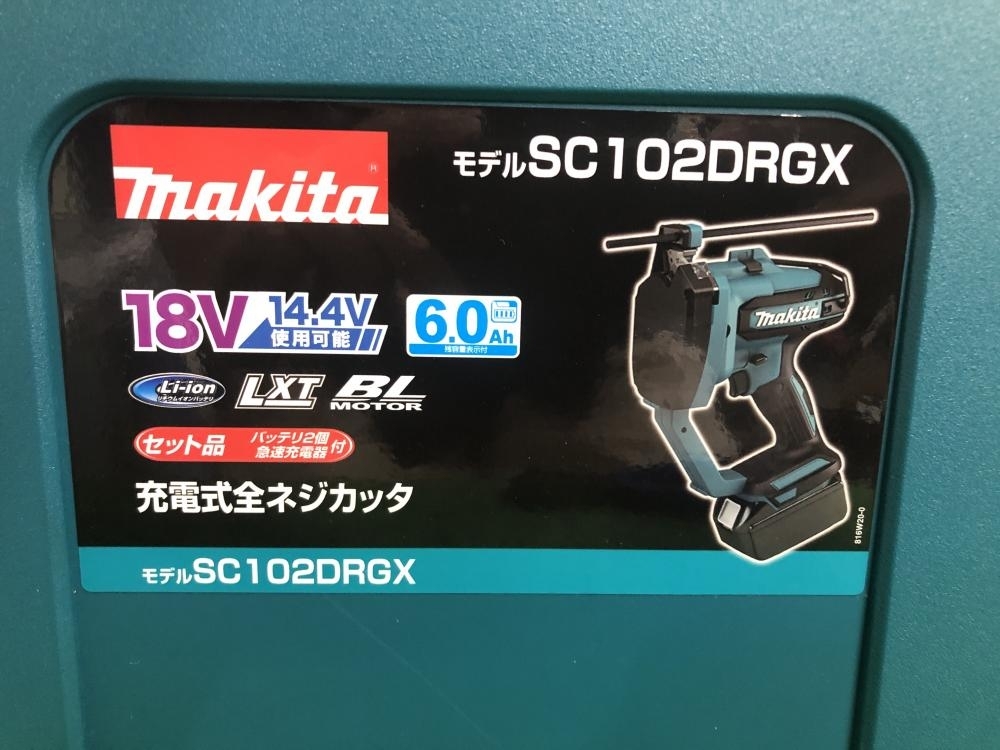 makita®
モデルSC102DRGX
18V 14.4V
使用可能
6.0Ah
残容量表示付
Li-ion
リチウムイオンバッテリ
LXT
BL
MOTOR
セット品 バッテリ2個
急速充電器 付
充電式全ネジカッタ
makita
816W20-0
モデルSC102DRGX